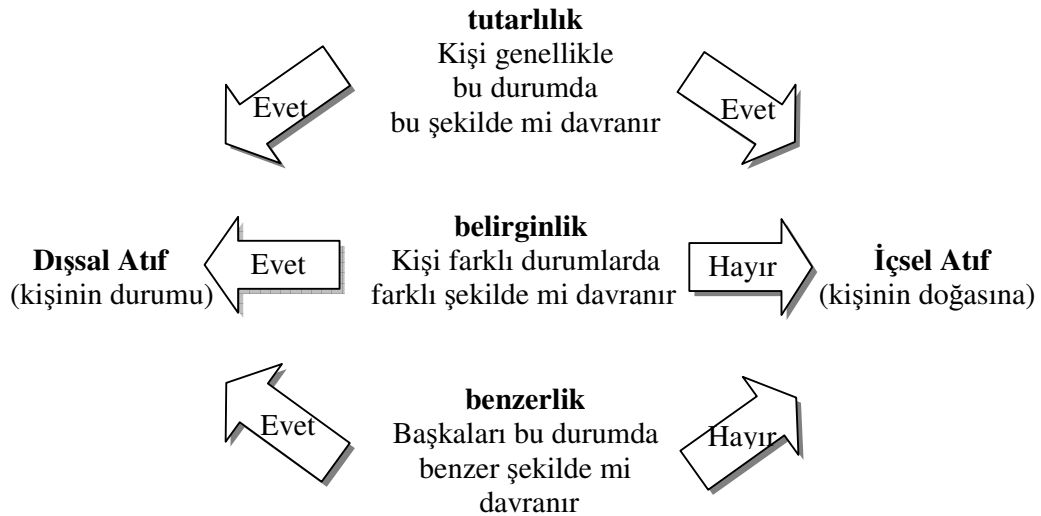 tutarlılık
Kişi genellikle
bu durumda
bu şekilde mi davranır
Evet
Evet
belirginlik
Kişi farklı durumlarda
farklı şekilde mi davranır
Dışsal Atıf
(kişinin durumu)
Evet
Hayır
İçsel Atıf
(kişinin doğasına)
benzerlik
Başkaları bu durumda
benzer şekilde mi
davranır
Evet
Hayır